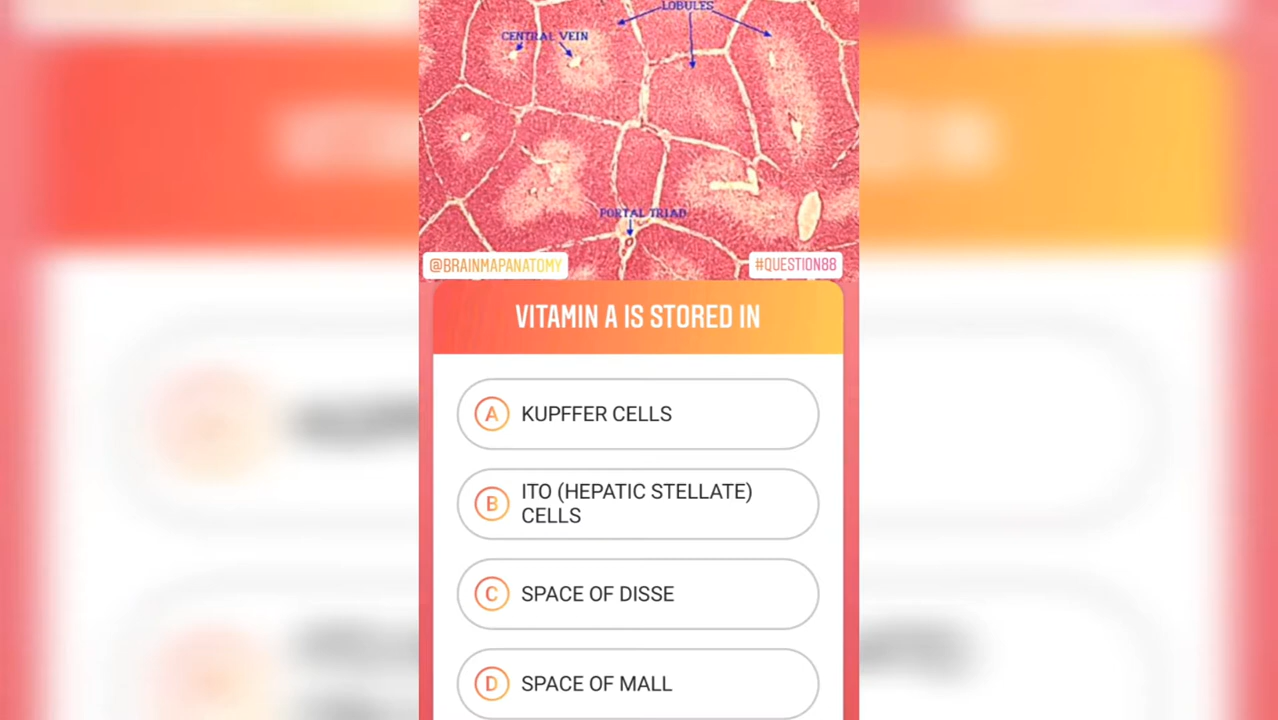 LOBULES
CENTRAL VEIN
PORTAL TRIAD
@BRAINMAPANATOMY
#QUESTION88
VITAMIN A IS STORED IN
A KUPFFER CELLS
B ITO (HEPATIC STELLATE)
CELLS
C SPACE OF DISSE
D SPACE OF MALL